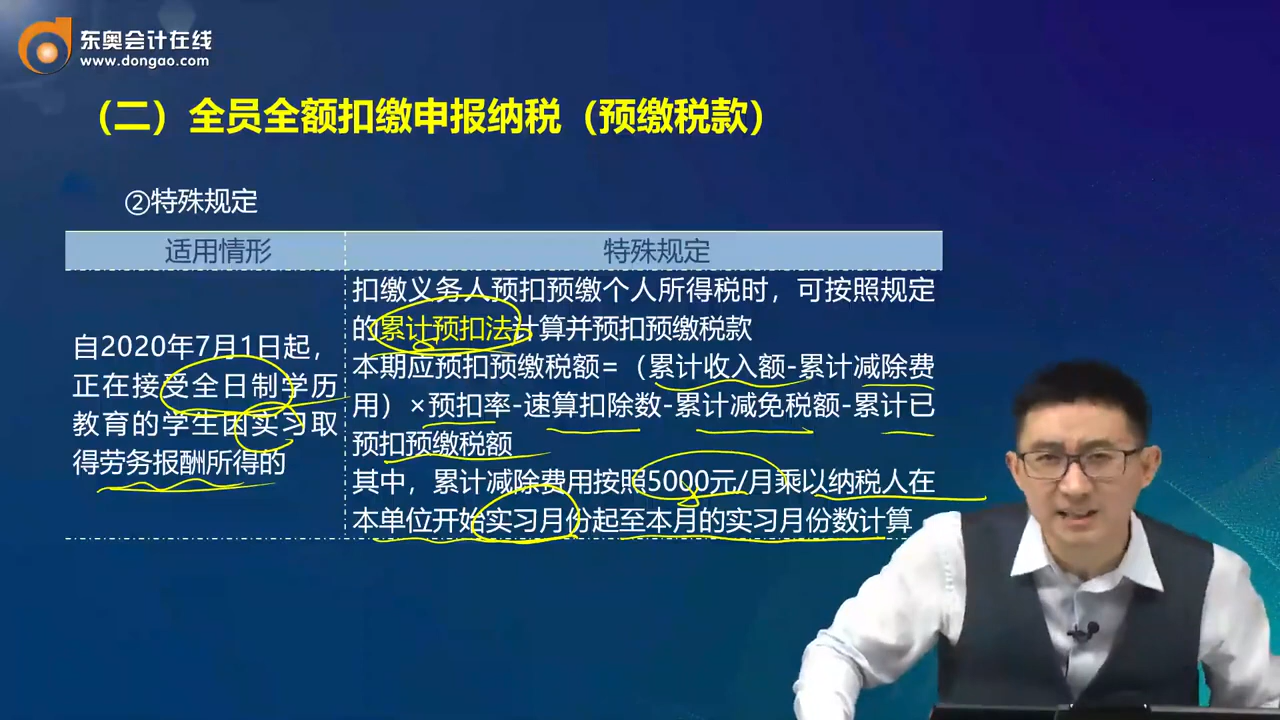 东奥会计在线
www.dongao.com
（二）全员全额扣缴申报纳税（预缴税款）
②特殊规定
适用情形
特殊规定
自2020年7月1日起，
正在接受全日制学历
教育的学生因实习取
得劳务报酬所得的
扣缴义务人预扣预缴个人所得税时，可按照规定
的累计预扣法计算并预扣预缴税款
本期应预扣预缴税额=（累计收入额-累计减除费
用）×预扣率-速算扣除数-累计减免税额-累计已
预扣预缴税额
其中，累计减除费用按照5000元/月乘以纳税人在
本单位开始实习月份起至本月的实习月份数计算